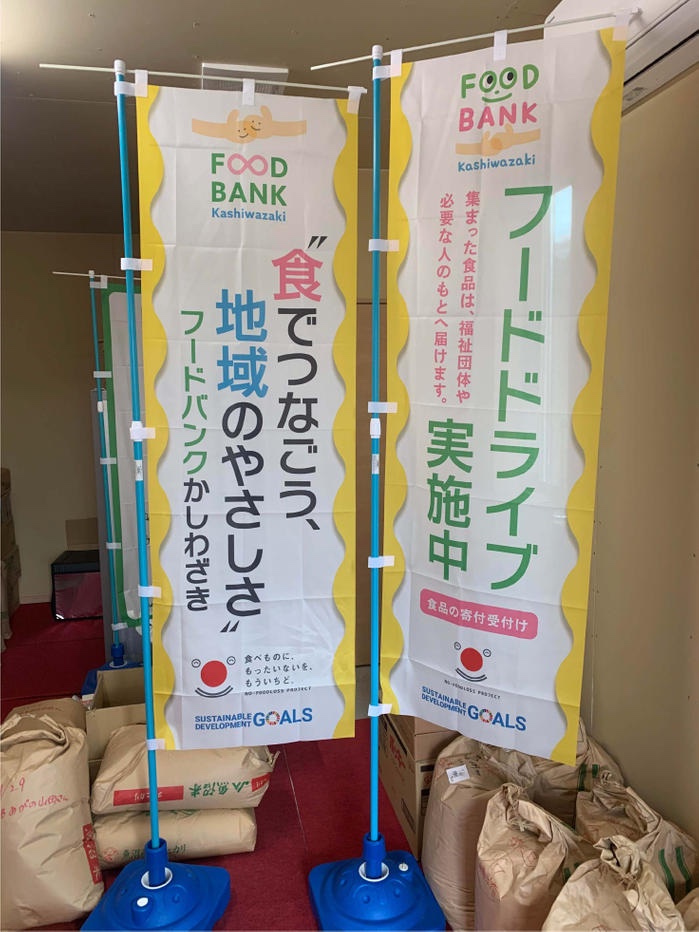 FOOD
BANK
Kashiwazaki
"食"でつなごう、
地域のやさしさ"
フードバンクかしわざき
食べものに、
もったいないを、
もういちど。
NO-FOODLOSS PROJECT
SUSTAINABLE
DEVELOPMENT
GOALS
FOOD
BANK
Kashiwazaki
フードドライブ
実施中
集まった食品は、福祉団体や
必要な人のもとへ届けます。
食品の寄付受付け
NO-FOODLOSS PROJECT
SUSTAINABLE
DEVELOPMENT
GOALS
魚沼米